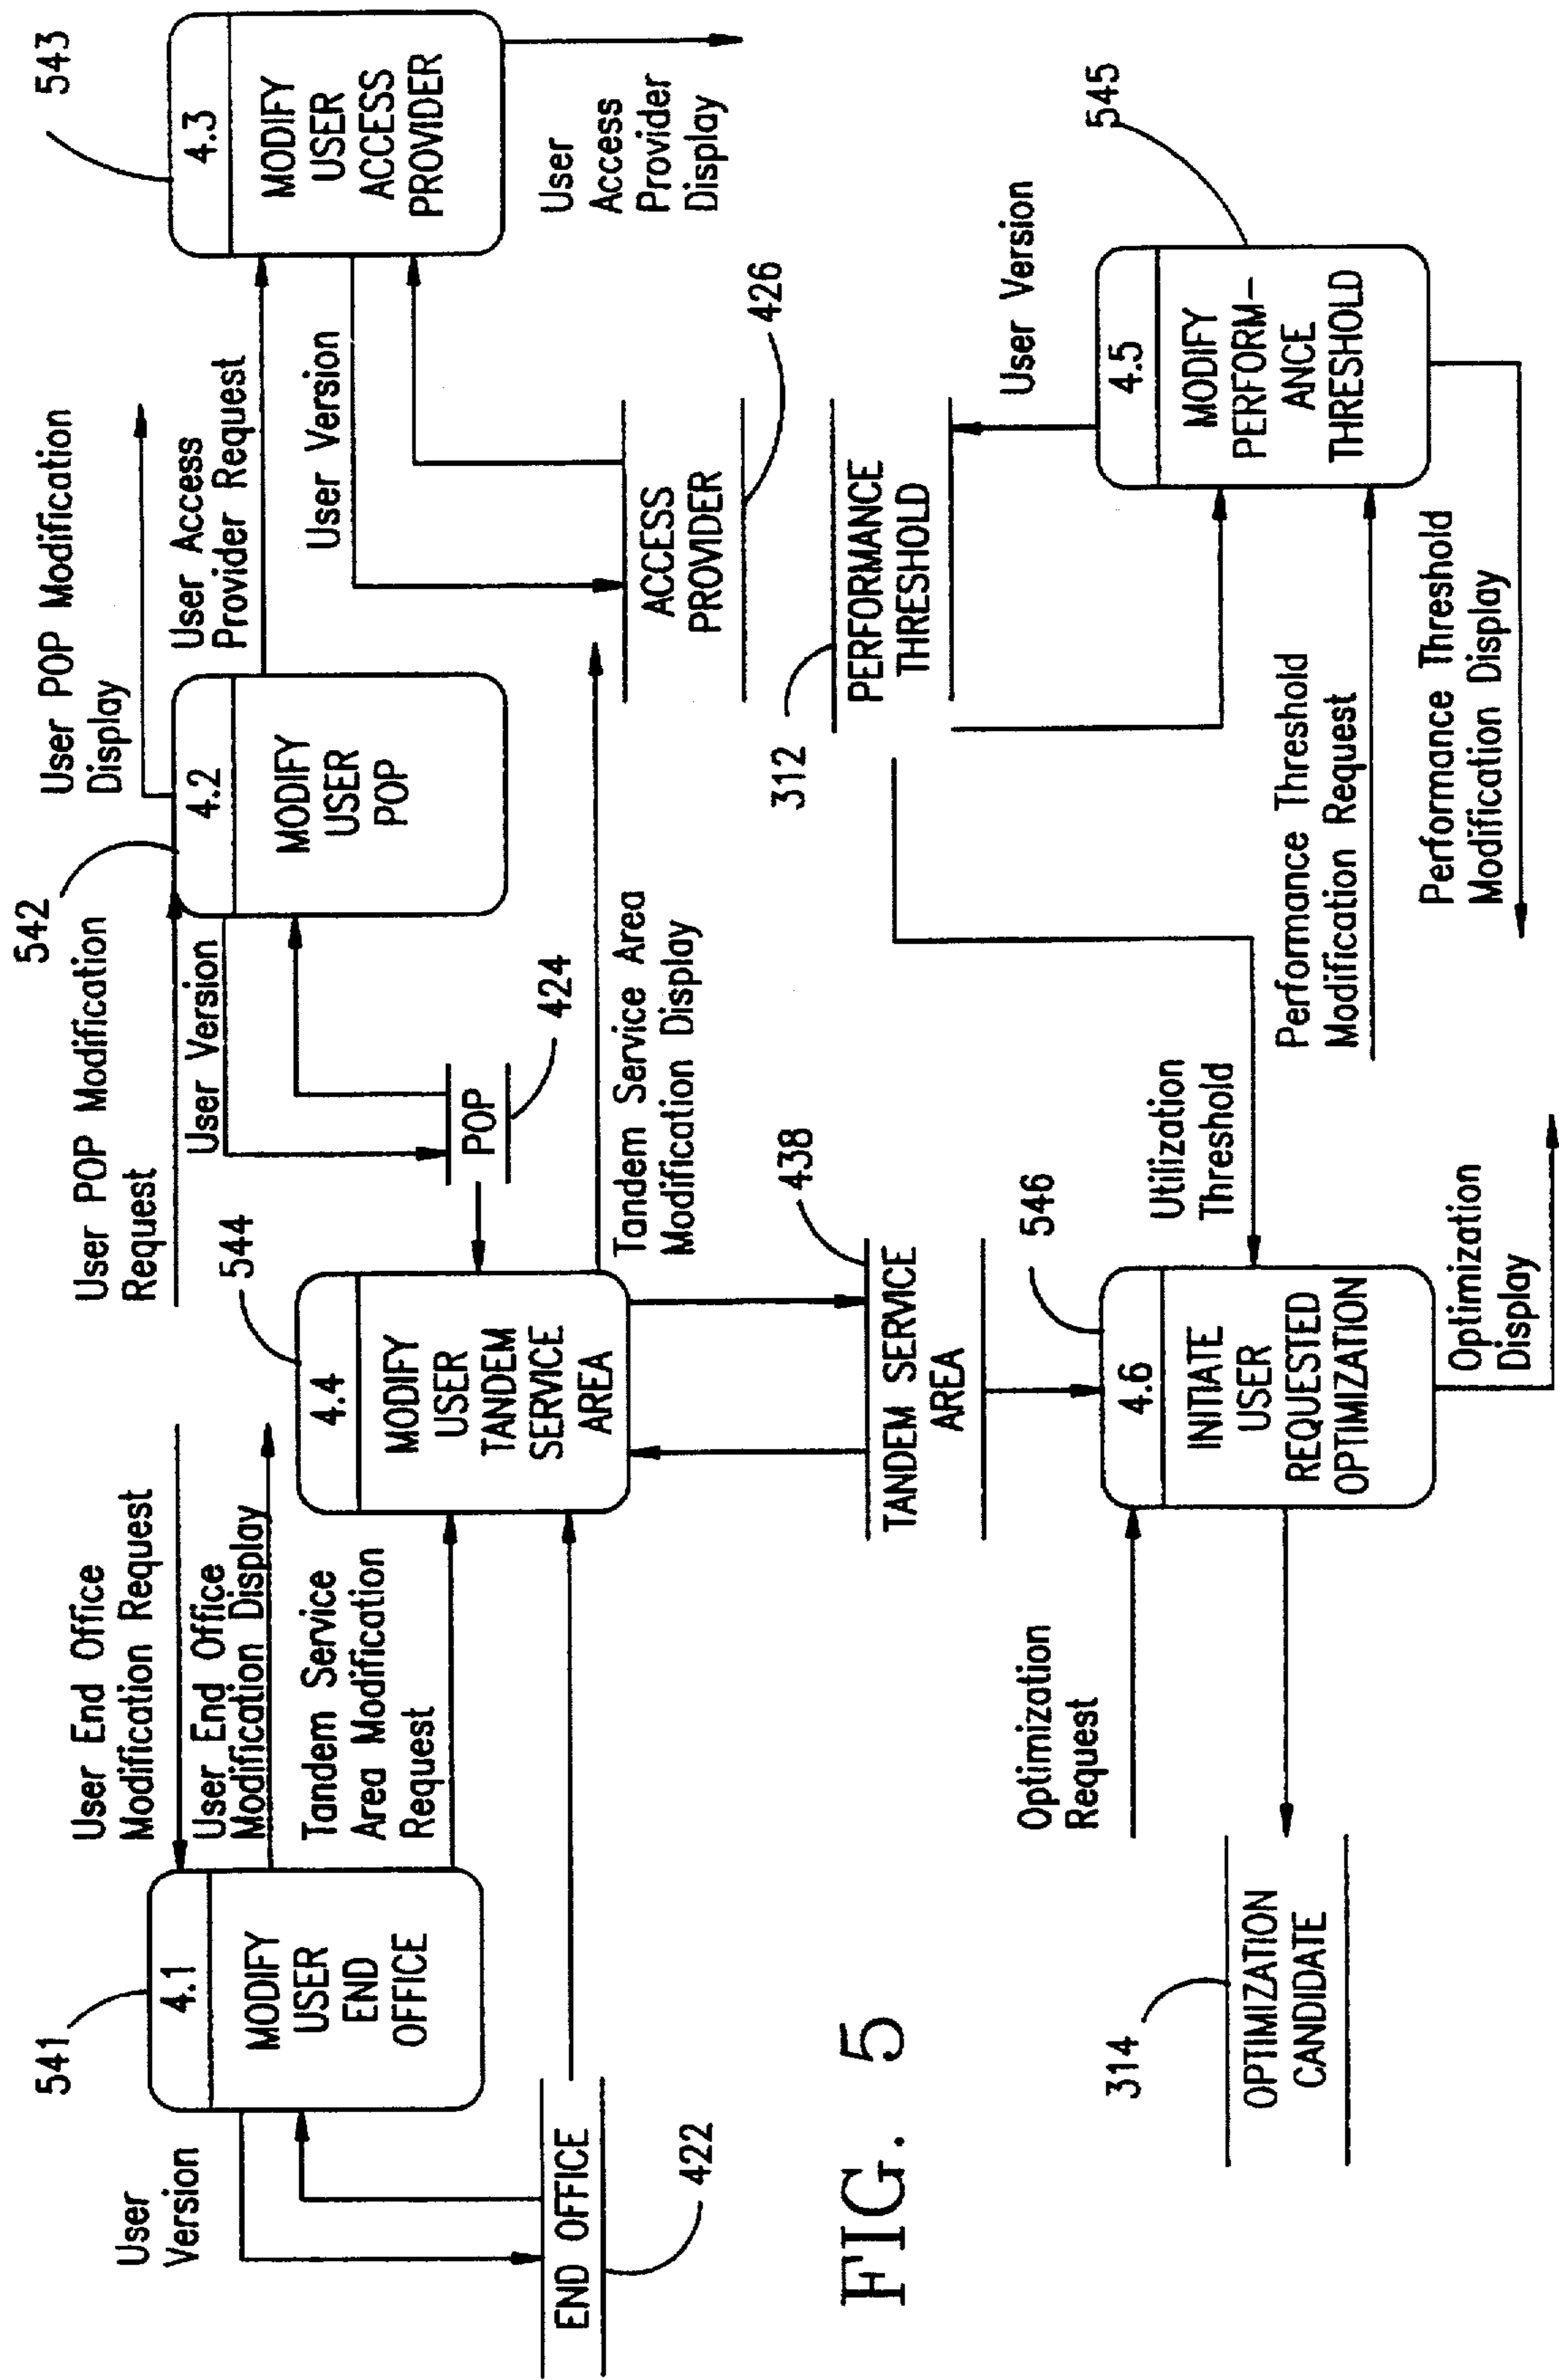 User End Office
Modification Request
User End Office
Modification Display
Tandem Service
Area Modification
Request
541
4.1
MODIFY
USER
END
OFFICE
User
Version
END OFFICE
422
User POP Modification
Request
User Version
542
4.2
MODIFY
USER
POP
User POP Modification
Display
POP
424
544
4.4
MODIFY
USER
TANDEM
SERVICE
AREA
Tandem Service Area
Modification Display
User Access
Provider Request
User Version
543
4.3
MODIFY
USER
ACCESS
PROVIDER
User
Access
Provider
Display
ACCESS
PROVIDER
426
TANDEM SERVICE
AREA
438
312
PERFORMANCE
THRESHOLD
User Version
545
4.5
MODIFY
PERFORM-
ANCE
THRESHOLD
Performance Threshold
Modification Request
Performance Threshold
Modification Display
Utilization
Threshold
546
4.6
INITIATE
USER
REQUESTED
OPTIMIZATION
Optimization
Request
Optimization
Display
314
OPTIMIZATION
CANDIDATE
FIG. 5